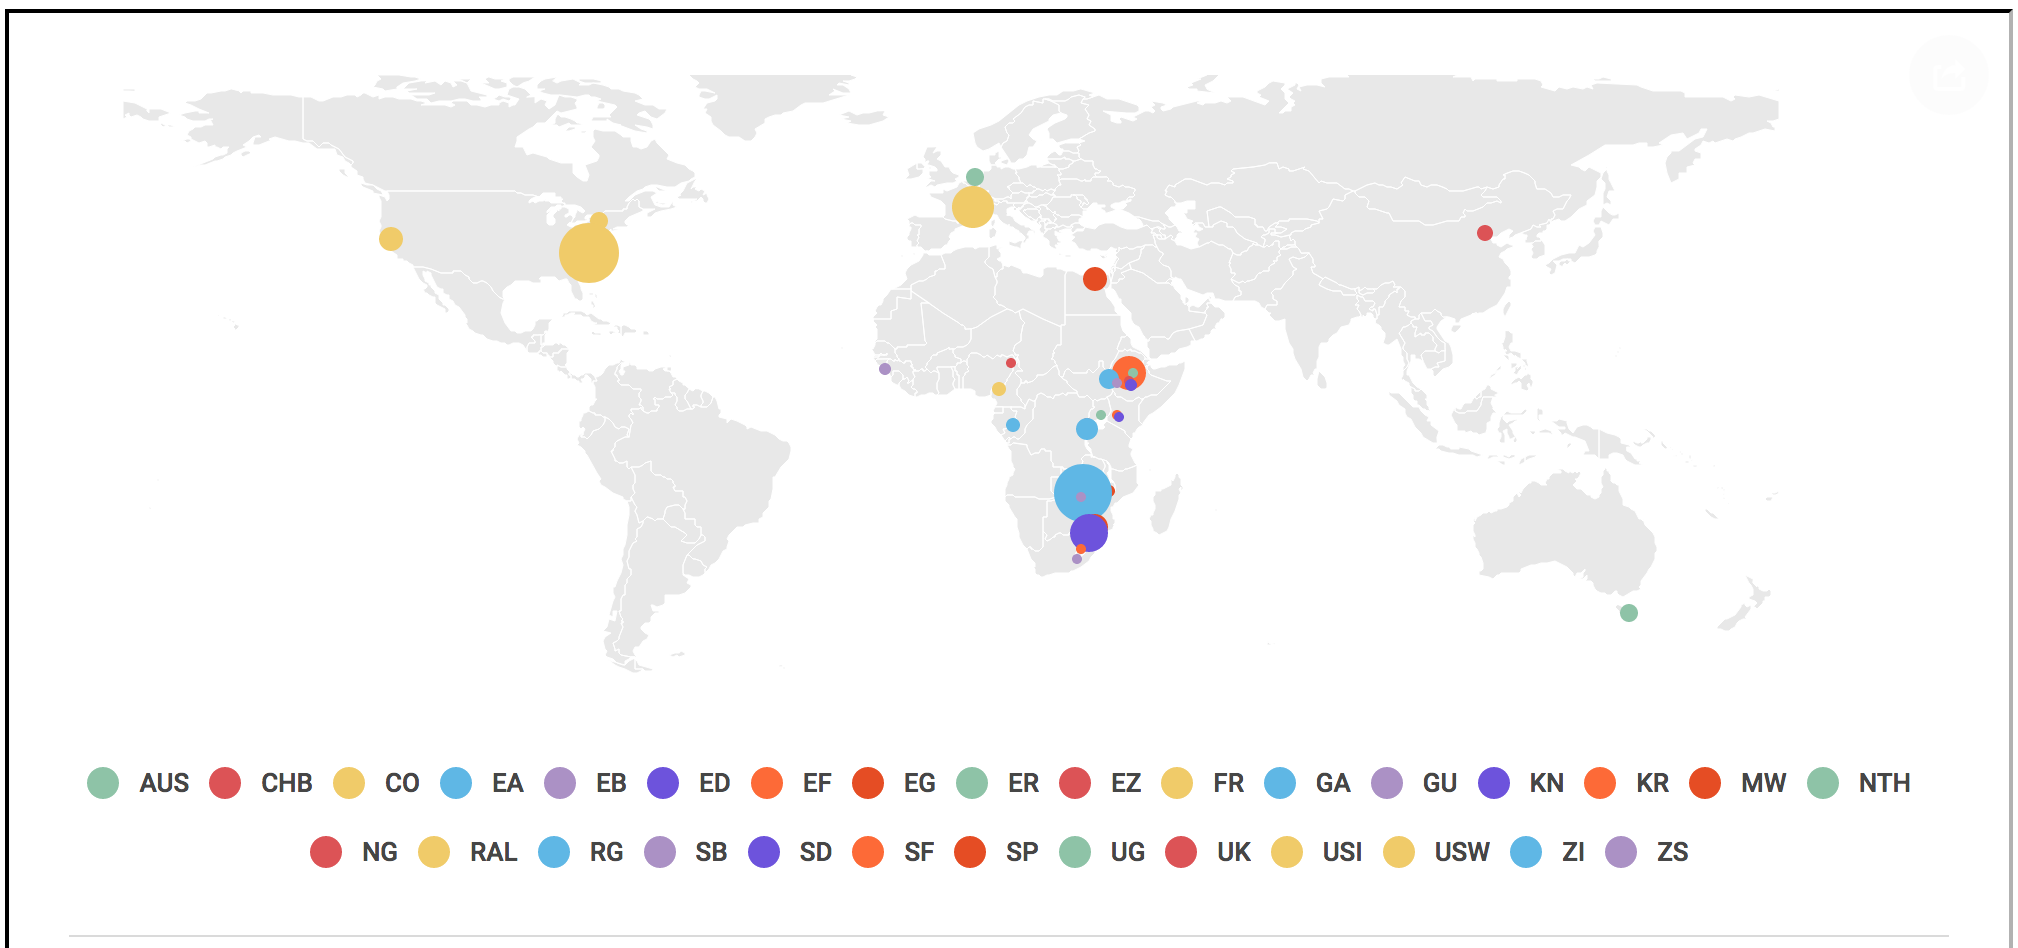 AUS CHB CO EA EB ED EF EG ER EZ FR GA GU KN KR MW NTH
NG RAL RG SB SD SF SP UG UK USI USW ZI ZS